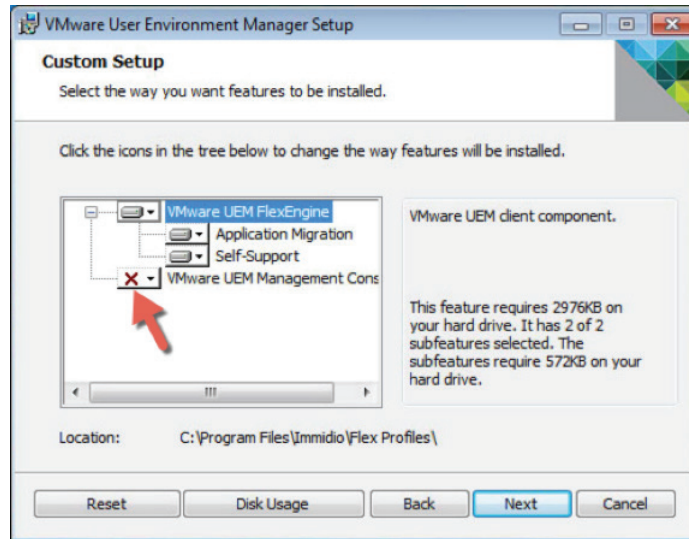 VMware User Environment Manager Setup
Custom Setup
Select the way you want features to be installed.
Click the icons in the tree below to change the way features will be installed.
VMware UEM FlexEngine
Application Migration
Self-Support
VMware UEM Management Cons
VMware UEM client component.
This feature requires 2976KB on
your hard drive. It has 2 of 2
subfeatures selected. The
subfeatures require 572KB on your
hard drive.
Location: C:\Program Files\Immidio\Flex Profiles\
Reset Disk Usage Back Next Cancel